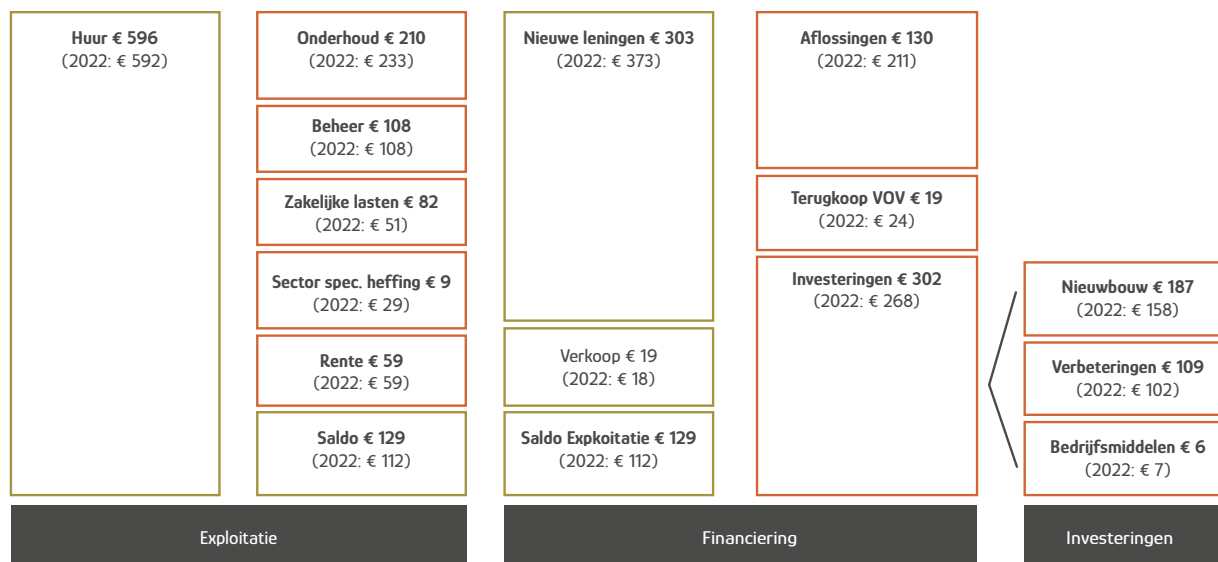 Huur € 596
(2022: € 592)
Onderhoud € 210
(2022: € 233)
Beheer € 108
(2022: € 108)
Zakelijke lasten € 82
(2022: € 51)
Sector spec. heffing € 9
(2022: € 29)
Rente € 59
(2022: € 59)
Saldo € 129
(2022: € 112)
Exploitatie
Nieuwe leningen € 303
(2022: € 373)
Verkoop € 19
(2022: € 18)
Saldo Expkoitatie € 129
(2022: € 112)
Aflossingen € 130
(2022: € 211)
Terugkoop VOV € 19
(2022: € 24)
Investeringen € 302
(2022: € 268)
Financiering
Nieuwbouw € 187
(2022: € 158)
Verbeteringen € 109
(2022: € 102)
Bedrijfsmiddelen € 6
(2022: € 7)
Investeringen